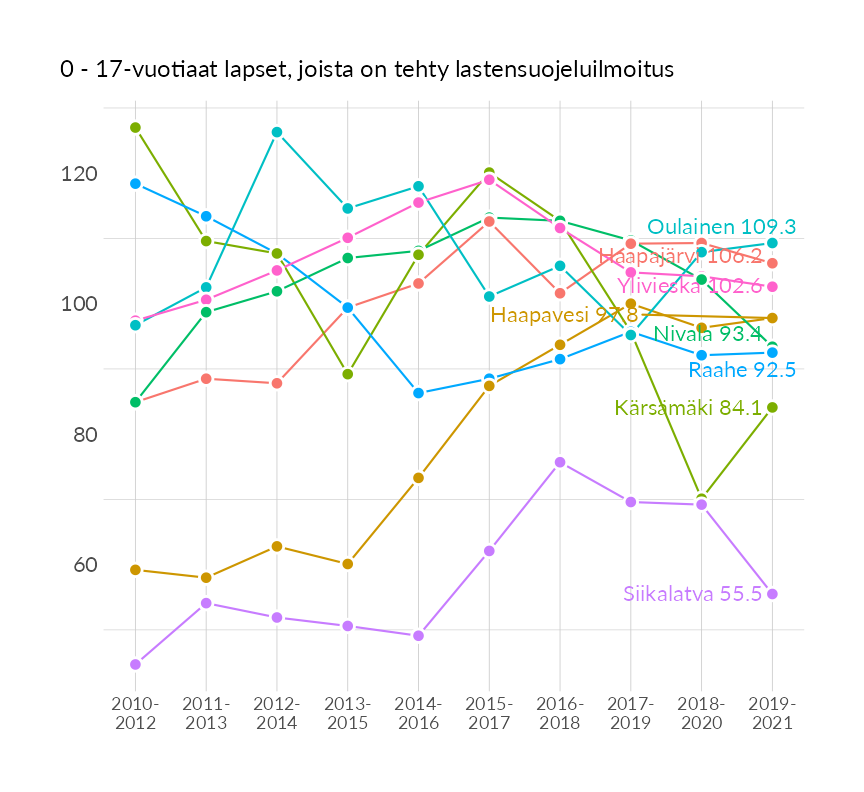 0 - 17-vuotiaat lapset, joista on tehty lastensuojeluilmoitus
120
100
80
60
Oulainen 109.3
Haapajärvi 106.2
Ylivieska 102.6
Haapavesi 97.8
Nivala 93.4
Raahe 92.5
Kärsämäki 84.1
Siikalatva 55.5
2010- 2011- 2012- 2013- 2014- 2015- 2016- 2017- 2018- 2019-
2012 2013 2014 2015 2016 2017 2018 2019 2020 2021